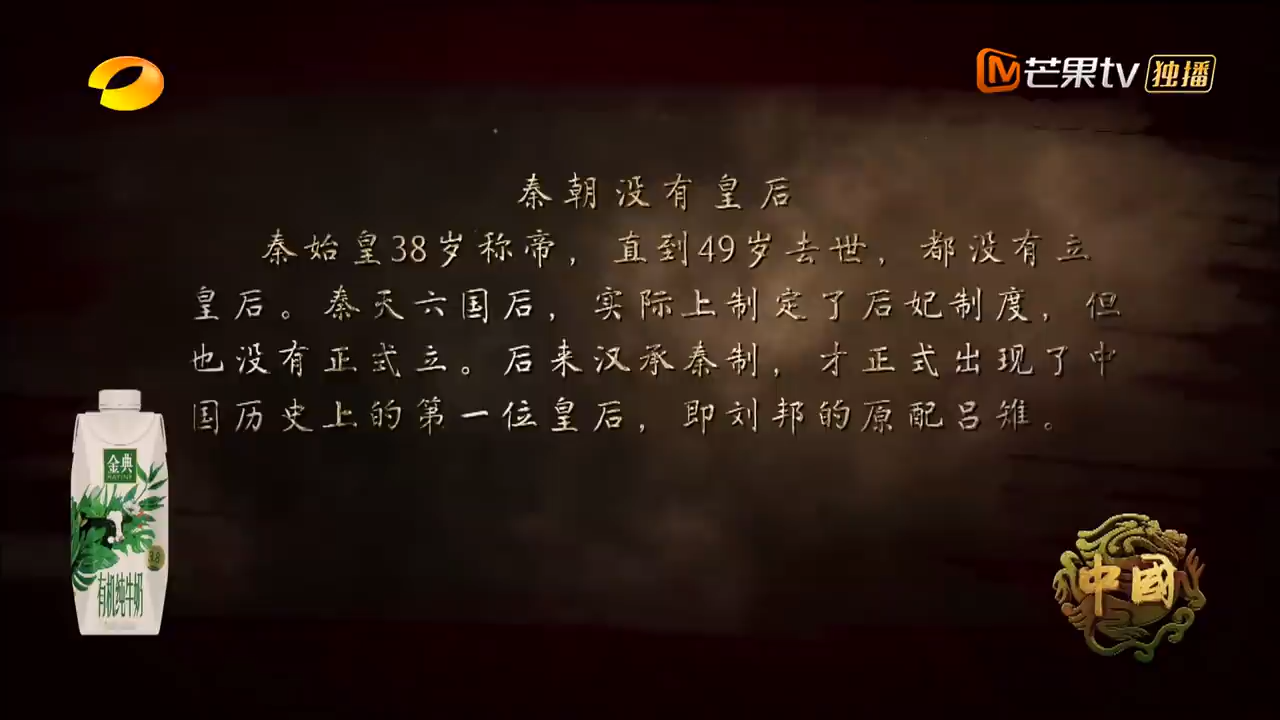 芒果tv 独播
秦朝没有皇后
秦始皇38岁称帝，直到49岁去世，都没有立
皇后。秦灭六国后，实际上制定了后妃制度，但
也没有正式立。后来汉承秦制，才正式出现了中
国历史上的第一位皇后，即刘邦的原配吕雉。
金典
SATINE
3.8
有机纯牛奶
中國